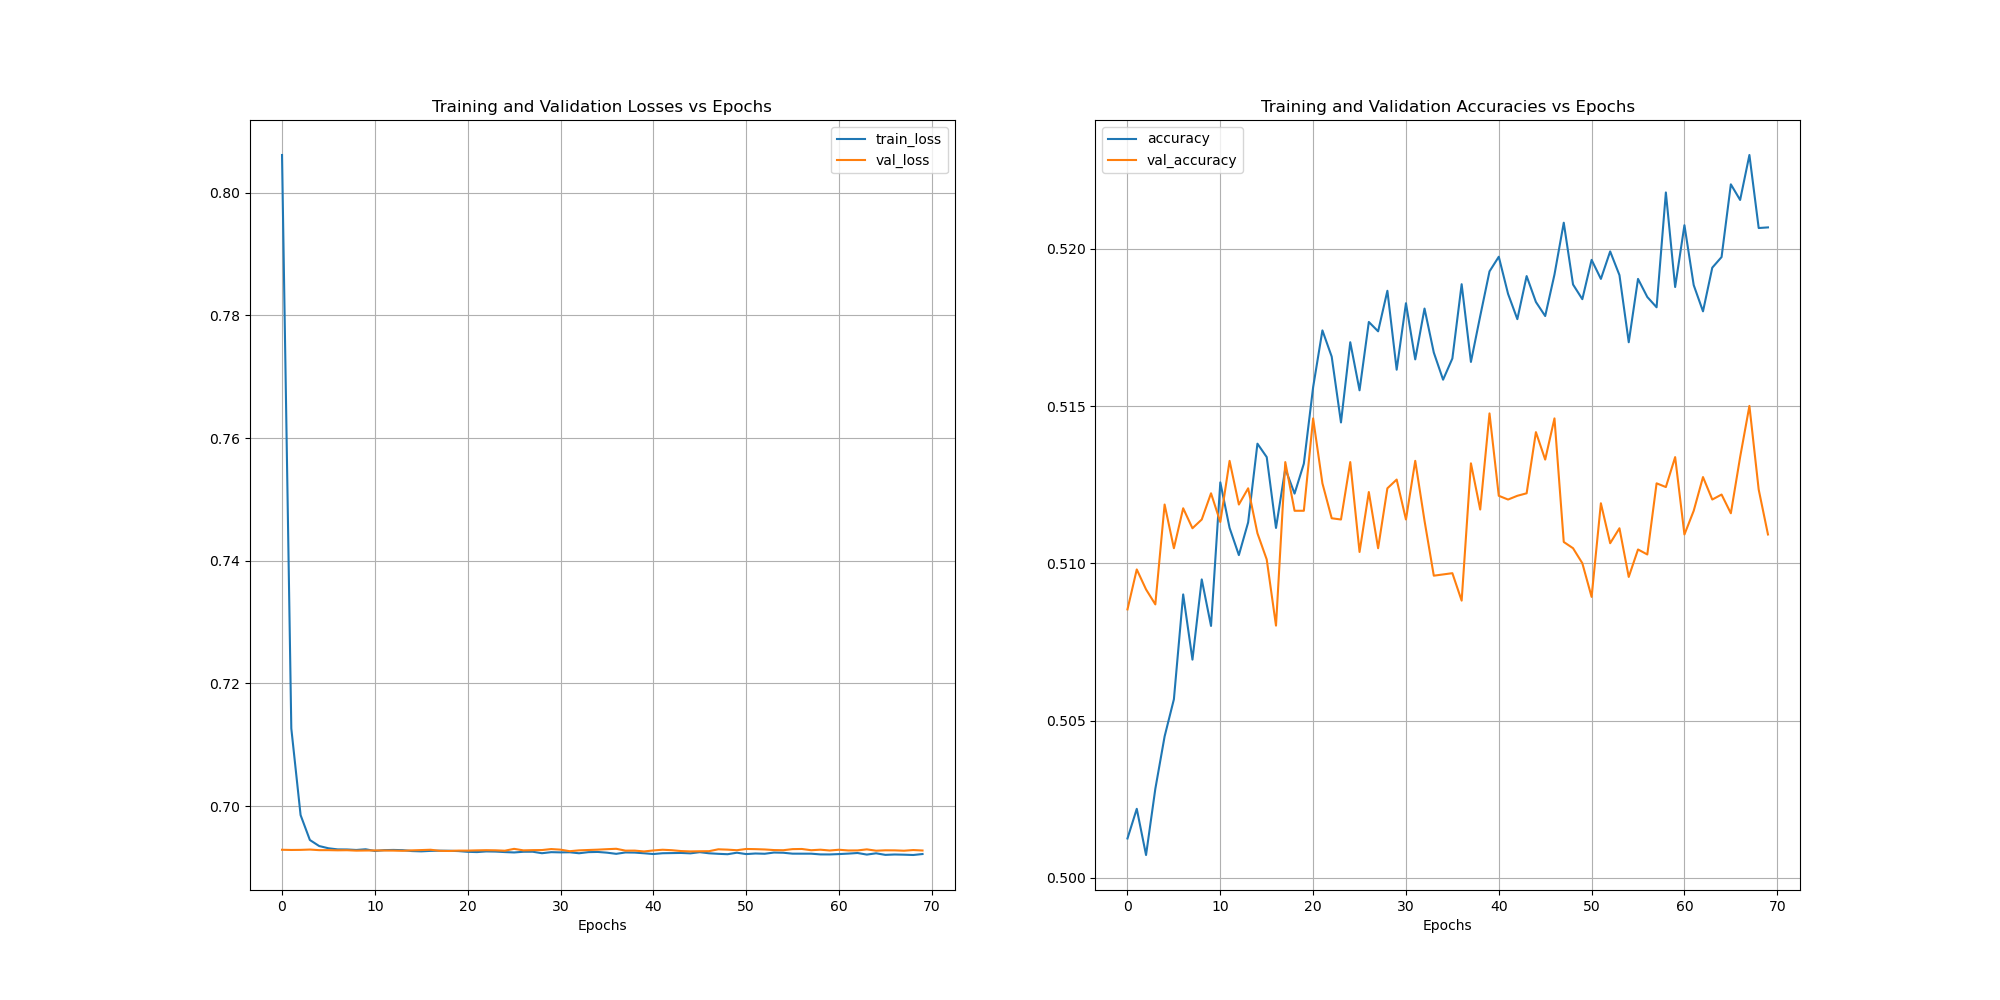 Training and Validation Losses vs Epochs
train_loss
val_loss
0.80
0.78
0.76
0.74
0.72
0.70
0 10 20 30 40 50 60 70
Epochs
Training and Validation Accuracies vs Epochs
accuracy
val_accuracy
0.520
0.515
0.510
0.505
0.500
0 10 20 30 40 50 60 70
Epochs